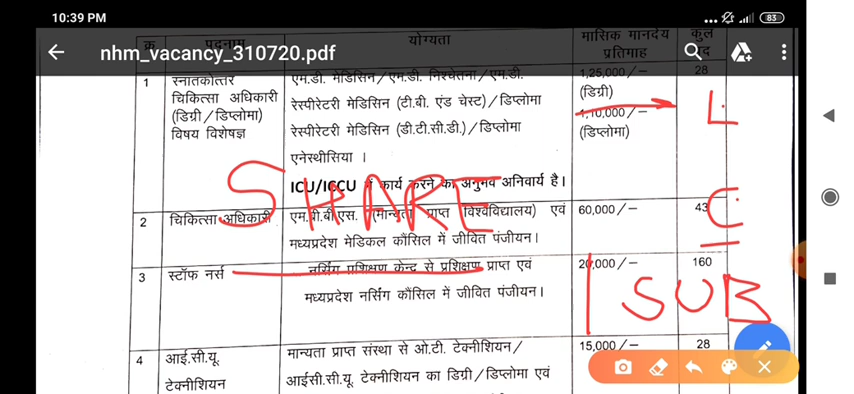 10:39 PM 83
nhm_vacancy_310720.pdf
क्र पदनाम योग्यता मासिक मानदेय प्रतिमाह कुल पद
1 स्नातकोत्तर चिकित्सा अधिकारी (डिग्री/डिप्लोमा) विषय विशेषज्ञ
एम.डी. मेडिसिन/एम.डी. निश्चेतना/एम.डी.
रेस्पिरेटरी मेडिसिन (टी.बी. एंड चेस्ट)/डिप्लोमा
रेस्पिरेटरी मेडिसिन (डी.टी.सी.डी.)/डिप्लोमा
एनेस्थीसिया ।
ICU/ICCU में कार्य करने का अनुभव अनिवार्य है।
1,25,000/-
(डिग्री)
1,10,000/-
(डिप्लोमा)
28
2 चिकित्सा अधिकारी
एम.बी.बी.एस. (मान्यता प्राप्त विश्वविद्यालय) एवं
मध्यप्रदेश मेडिकल कौंसिल में जीवित पंजीयन।
60,000/-
43
3 स्टॉफ नर्स
नर्सिंग प्रशिक्षण केन्द्र से प्रशिक्षण प्राप्त एवं
मध्यप्रदेश नर्सिंग कौंसिल में जीवित पंजीयन।
20,000/-
160
4 आई.सी.यू.
टेक्नीशियन
मान्यता प्राप्त संस्था से ओ.टी. टेक्नीशियन/
आईसी.सी.यू. टेक्नीशियन का डिग्री/डिप्लोमा एवं
15,000/-
28
SHARE
L
C
SUB